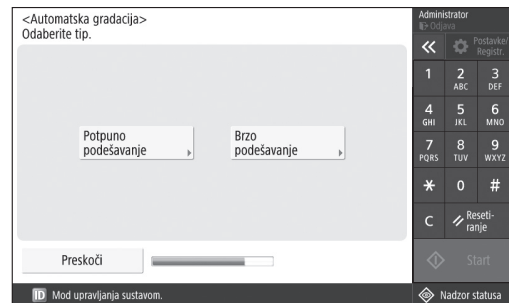 <Automatska gradacija>
Odaberite tip.
Potpuno
podešavanje
Brzo
podešavanje
Preskoči
ID Mod upravljanja sustavom.
Administrator
Odjava
Postavke/
Registr.
1
2
ABC
3
DEF
4
GHI
5
JKL
6
MNO
7
PQRS
8
TUV
9
WXYZ
*
0
#
C
Reseti-
ranje
Start
Nadzor statusa